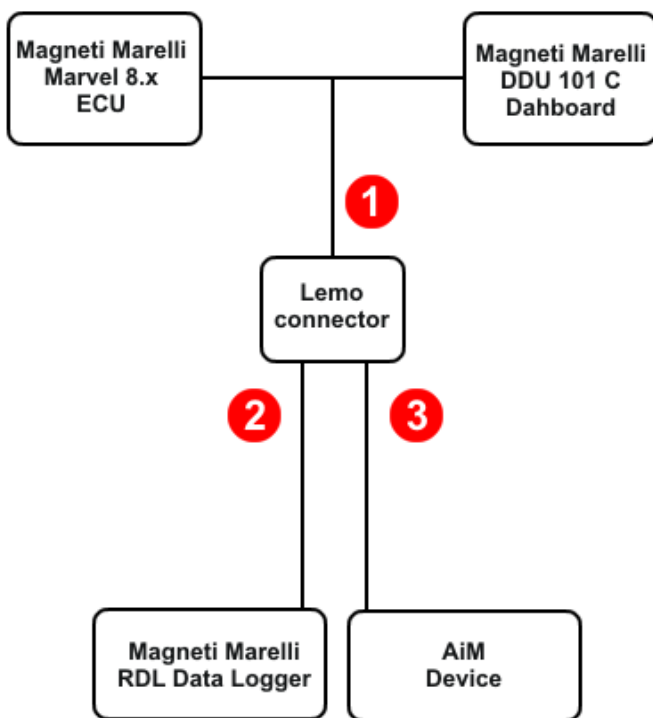 Magneti Marelli
Marvel 8.x
ECU
Magneti Marelli
DDU 101 C
Dahboard
1
Lemo
connector
2
3
Magneti Marelli
RDL Data Logger
AiM
Device